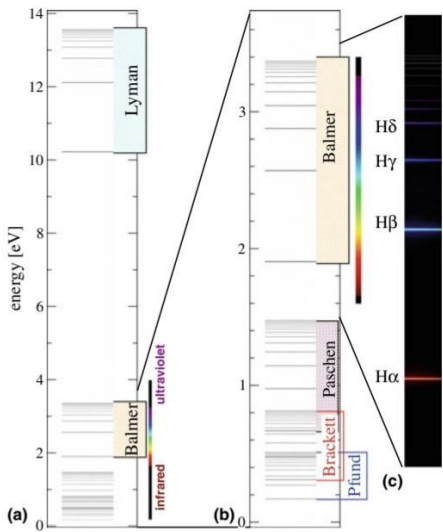 14
12
10
8
6
4
2
0
energy [eV]
Lyman
Balmer
ultraviolet
infrared
(a)
3
2
1
0
Balmer
Paschen
Brackett
Pfund
(b)
Hδ
Hγ
Hβ
Hα
(c)